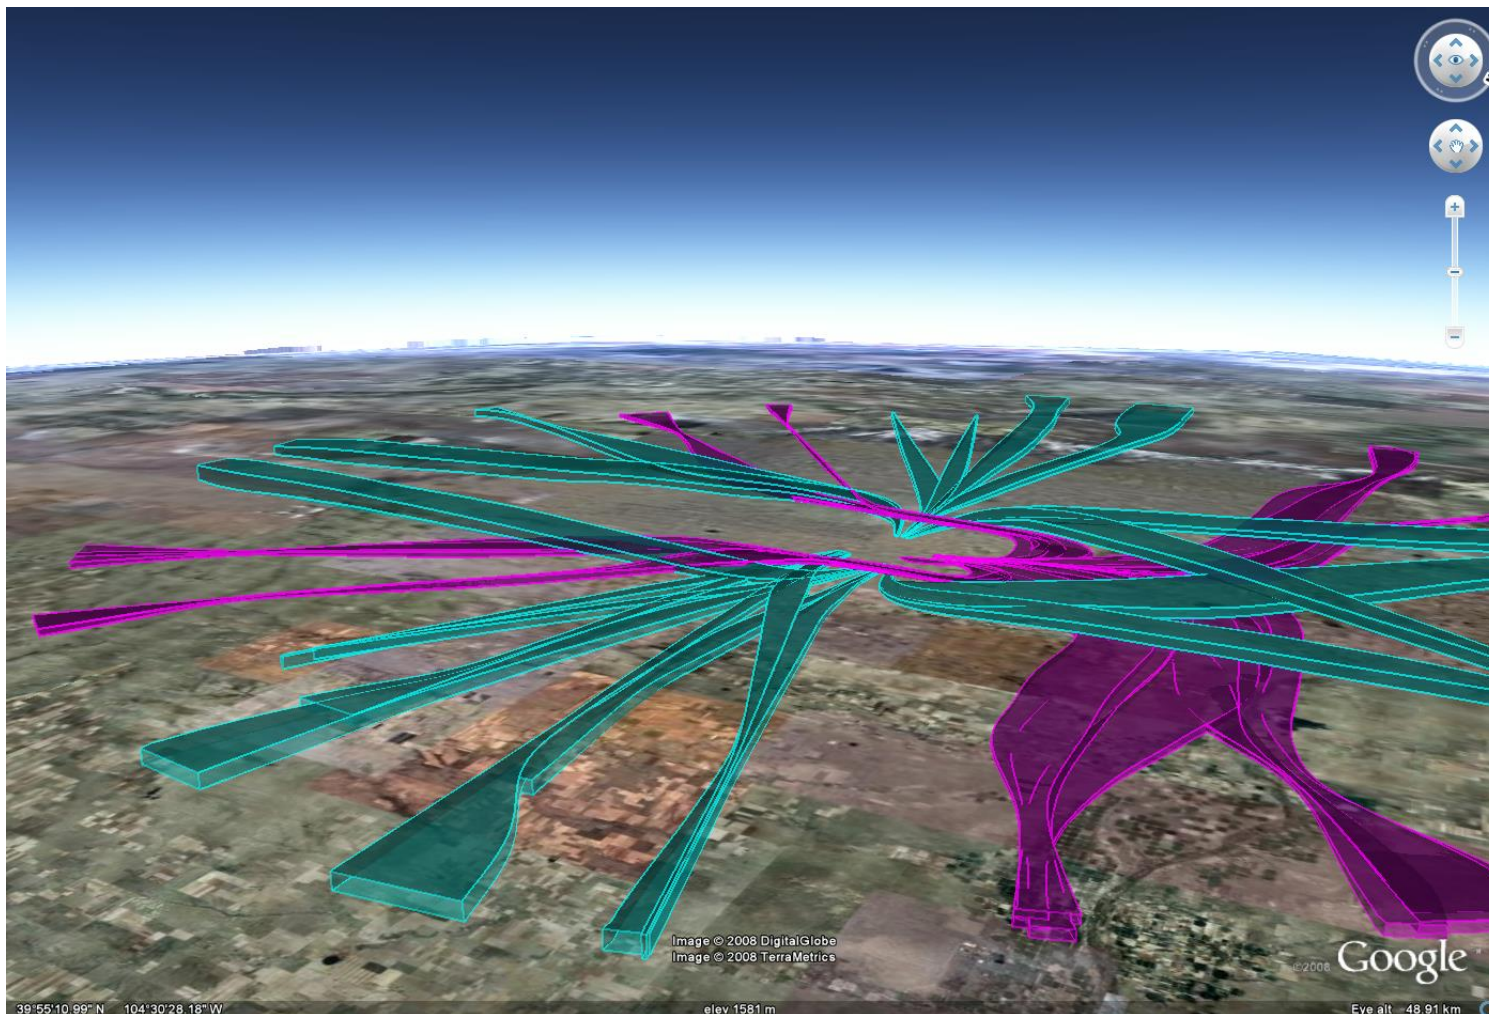 Image © 2008 DigitalGlobe
Image © 2008 TerraMetrics
©2008 Google
39°55'10.99" N 104°30'28.18" W elev 1581 m Eye alt 48.91 km